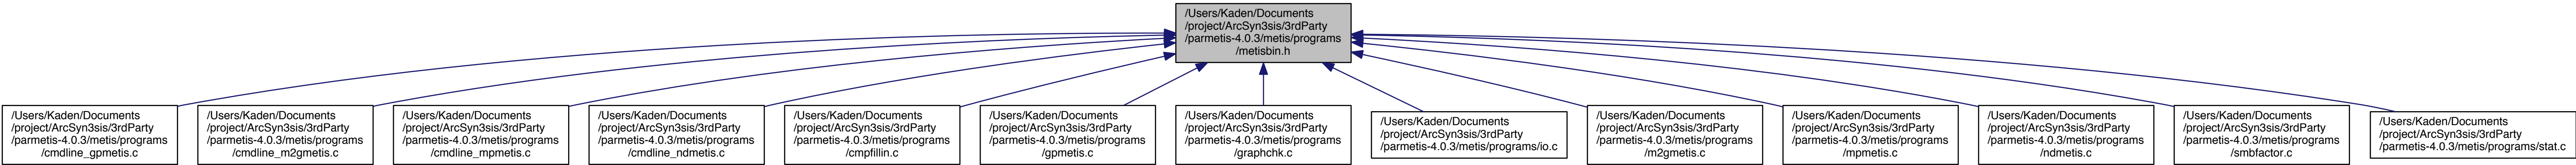 /Users/Kaden/Documents
/project/ArcSyn3sis/3rdParty
/parmetis-4.0.3/metis/programs
/metisbin.h
/Users/Kaden/Documents
/project/ArcSyn3sis/3rdParty
/parmetis-4.0.3/metis/programs
/cmdline_gpmetis.c
/Users/Kaden/Documents
/project/ArcSyn3sis/3rdParty
/parmetis-4.0.3/metis/programs
/cmdline_m2gmetis.c
/Users/Kaden/Documents
/project/ArcSyn3sis/3rdParty
/parmetis-4.0.3/metis/programs
/cmdline_mpmetis.c
/Users/Kaden/Documents
/project/ArcSyn3sis/3rdParty
/parmetis-4.0.3/metis/programs
/cmdline_ndmetis.c
/Users/Kaden/Documents
/project/ArcSyn3sis/3rdParty
/parmetis-4.0.3/metis/programs
/cmpfillin.c
/Users/Kaden/Documents
/project/ArcSyn3sis/3rdParty
/parmetis-4.0.3/metis/programs
/gpmetis.c
/Users/Kaden/Documents
/project/ArcSyn3sis/3rdParty
/parmetis-4.0.3/metis/programs
/graphchk.c
/Users/Kaden/Documents
/project/ArcSyn3sis/3rdParty
/parmetis-4.0.3/metis/programs/io.c
/Users/Kaden/Documents
/project/ArcSyn3sis/3rdParty
/parmetis-4.0.3/metis/programs
/m2gmetis.c
/Users/Kaden/Documents
/project/ArcSyn3sis/3rdParty
/parmetis-4.0.3/metis/programs
/mpmetis.c
/Users/Kaden/Documents
/project/ArcSyn3sis/3rdParty
/parmetis-4.0.3/metis/programs
/ndmetis.c
/Users/Kaden/Documents
/project/ArcSyn3sis/3rdParty
/parmetis-4.0.3/metis/programs
/smbfactor.c
/Users/Kaden/Documents
/project/ArcSyn3sis/3rdParty
/parmetis-4.0.3/metis/programs/stat.c